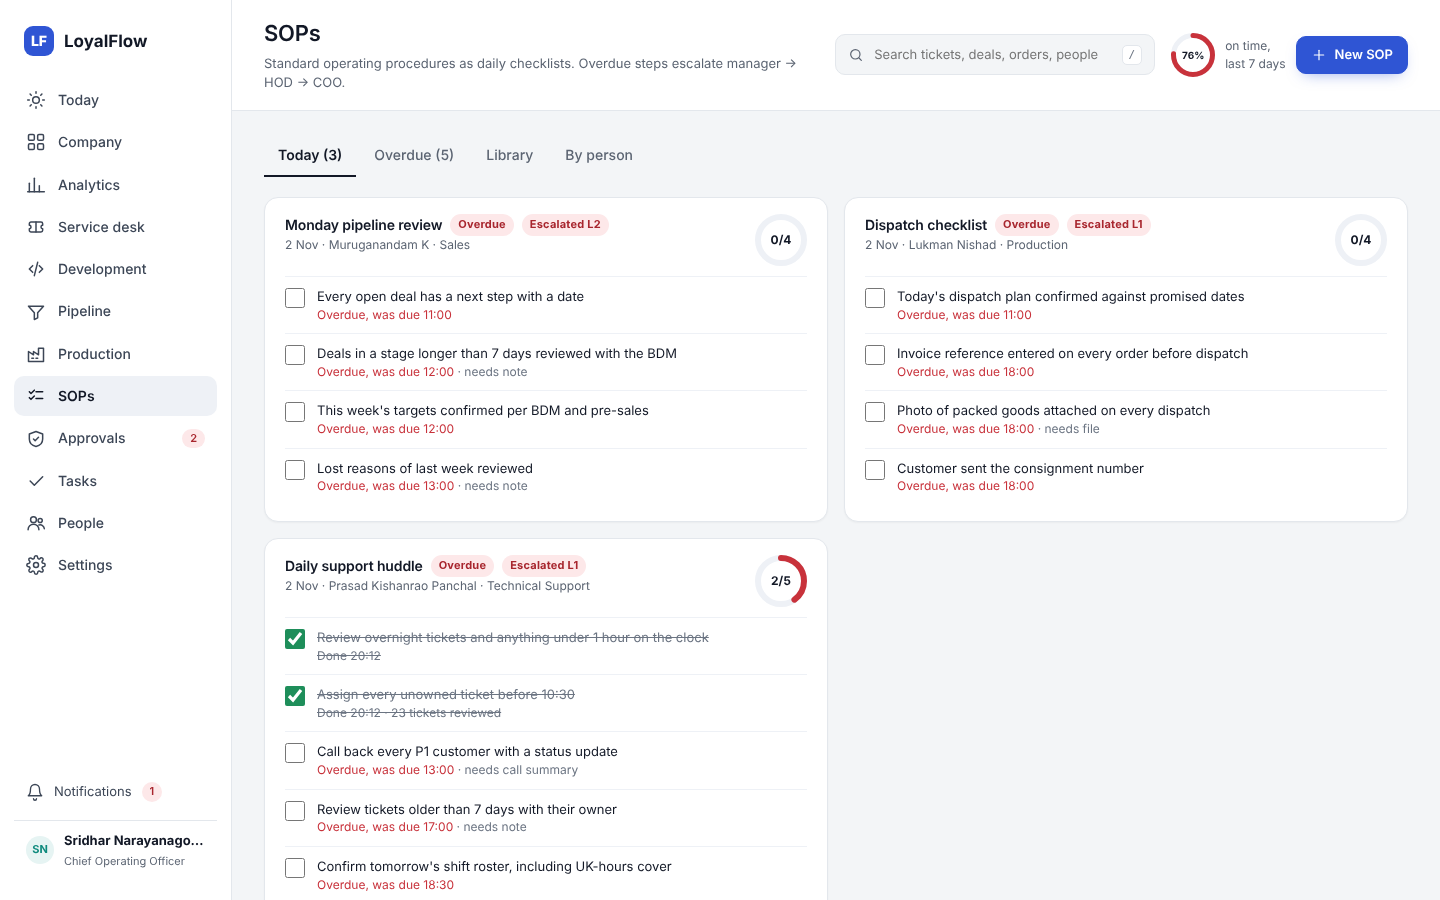 LF LoyalFlow
Today
Company
Analytics
Service desk
Development
Pipeline
Production
SOPs
Approvals 2
Tasks
People
Settings
Notifications 1
SN Sridhar Narayanago...
Chief Operating Officer
SOPs
Standard operating procedures as daily checklists. Overdue steps escalate manager →
HOD → COO.
Search tickets, deals, orders, people /
76%
on time,
last 7 days
+ New SOP
Today (3) Overdue (5) Library By person
Monday pipeline review Overdue Escalated L2
2 Nov · Muruganandam K · Sales
0/4
Every open deal has a next step with a date
Overdue, was due 11:00
Deals in a stage longer than 7 days reviewed with the BDM
Overdue, was due 12:00 · needs note
This week's targets confirmed per BDM and pre-sales
Overdue, was due 12:00
Lost reasons of last week reviewed
Overdue, was due 13:00 · needs note
Dispatch checklist Overdue Escalated L1
2 Nov · Lukman Nishad · Production
0/4
Today's dispatch plan confirmed against promised dates
Overdue, was due 11:00
Invoice reference entered on every order before dispatch
Overdue, was due 18:00
Photo of packed goods attached on every dispatch
Overdue, was due 18:00 · needs file
Customer sent the consignment number
Overdue, was due 18:00
Daily support huddle Overdue Escalated L1
2 Nov · Prasad Kishanrao Panchal · Technical Support
2/5
Review overnight tickets and anything under 1 hour on the clock
Done 20:12
Assign every unowned ticket before 10:30
Done 20:12 · 23 tickets reviewed
Call back every P1 customer with a status update
Overdue, was due 13:00 · needs call summary
Review tickets older than 7 days with their owner
Overdue, was due 17:00 · needs note
Confirm tomorrow's shift roster, including UK-hours cover
Overdue, was due 18:30